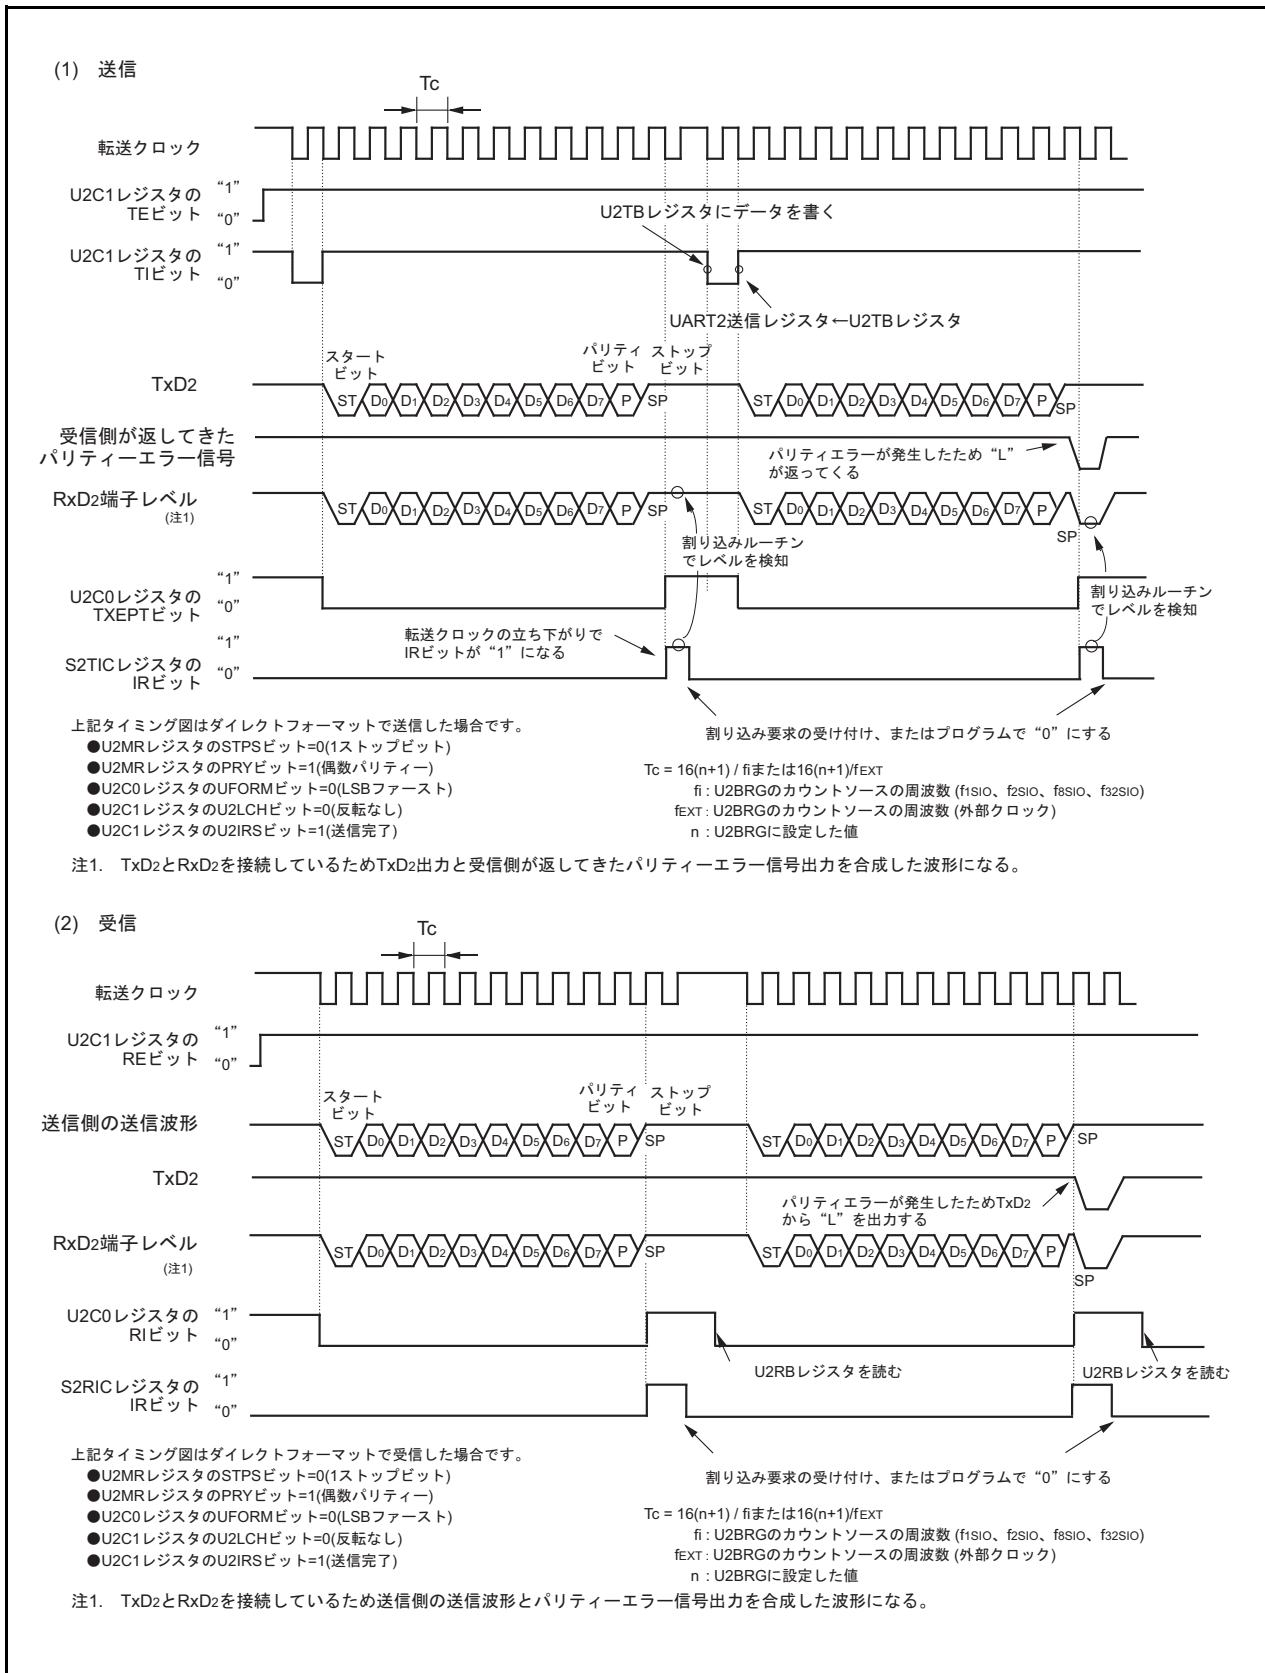 (1) 送信
Tc
転送クロック
U2C1レジスタの
TEビット
“1”
“0”
U2TBレジスタにデータを書く
U2C1レジスタの
TIビット
“1”
“0”
UART2送信レジスタ←U2TBレジスタ
スタート
ビット
パリティ
ビット
ストップ
ビット
TxD2
ST D0 D1 D2 D3 D4 D5 D6 D7 P SP
ST D0 D1 D2 D3 D4 D5 D6 D7 P SP
受信側が返してきた
パリティーエラー信号
パリティエラーが発生したため“L”
が返ってくる
RxD2端子レベル
(注1)
ST D0 D1 D2 D3 D4 D5 D6 D7 P SP
ST D0 D1 D2 D3 D4 D5 D6 D7 P
SP
割り込みルーチン
でレベルを検知
U2C0レジスタの
TXEPTビット
“1”
“0”
割り込みルーチン
でレベルを検知
転送クロックの立ち下がりで
IRビットが“1”になる
S2TICレジスタの
IRビット
“1”
“0”
割り込み要求の受け付け、またはプログラムで“0”にする
上記タイミング図はダイレクトフォーマットで送信した場合です。
●U2MRレジスタのSTPSビット=0(1ストップビット)
●U2MRレジスタのPRYビット=1(偶数パリティー)
●U2C0レジスタのUFORMビット=0(LSBファースト)
●U2C1レジスタのU2LCH​ビット=0(反転なし)
●U2C1レジスタのU2IRSビット=1(送信完了)
Tc = 16(n+1) / fiまたは16(n+1)/fEXT
fi : U2BRGのカウントソースの周波数 (f1SIO、f2SIO、f8SIO、f32SIO)
fEXT : U2BRGのカウントソースの周波数 (外部クロック)
n : U2BRGに設定した値
注1. TxD2とRxD2を接続しているためTxD2出力と受信側が返してきたパリティーエラー信号出力を合成した波形になる。
(2) 受信
Tc
転送クロック
U2C1レジスタの
REビット
“1”
“0”
スタート
ビット
パリティ
ビット
ストップ
ビット
送信側の送信波形
ST D0 D1 D2 D3 D4 D5 D6 D7 P SP
ST D0 D1 D2 D3 D4 D5 D6 D7 P SP
TxD2
パリティエラーが発生したためTxD2
から“L”を出力する
RxD2端子レベル
(注1)
ST D0 D1 D2 D3 D4 D5 D6 D7 P SP
ST D0 D1 D2 D3 D4 D5 D6 D7 P
SP
U2C0レジスタの
RIビット
“1”
“0”
U2RBレジスタを読む
U2RBレジスタを読む
S2RICレジスタの
IRビット
“1”
“0”
割り込み要求の受け付け、またはプログラムで“0”にする
上記タイミング図はダイレクトフォーマットで受信した場合です。
●U2MRレジスタのSTPSビット=0(1ストップビット)
●U2MRレジスタのPRYビット=1(偶数パリティー)
●U2C0レジスタのUFORMビット=0(LSBファースト)
●U2C1レジスタのU2LCHビット=0(反転なし)
●U2C1レジスタのU2IRSビット=1(送信完了)
Tc = 16(n+1) / fiまたは16(n+1)/fEXT
fi : U2BRGのカウントソースの周波数 (f1SIO、f2SIO、f8SIO、f32SIO)
fEXT : U2BRGのカウントソースの周波数 (外部クロック)
n : U2BRGに設定した値
注1. TxD2とRxD2を接続しているため送信側の送信波形とパリティーエラー信号出力を合成した波形になる。